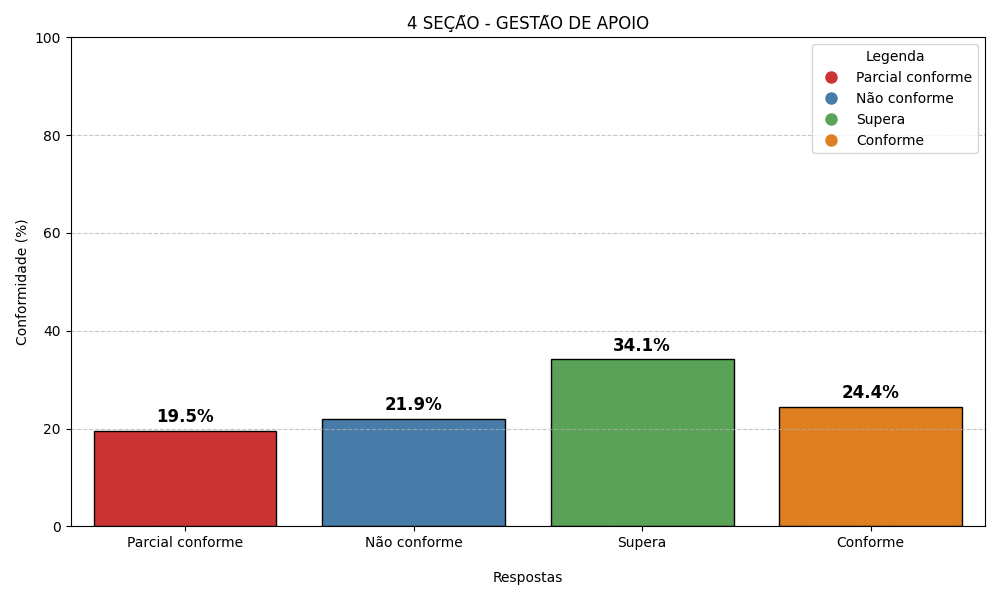 4 SEÇÃO - GESTÃO DE APOIO
100
80
60
40
20
0
Conformidade (%)
Legenda
Parcial conforme
Não conforme
Supera
Conforme
19.5%
21.9%
34.1%
24.4%
Parcial conforme
Não conforme
Supera
Conforme
Respostas